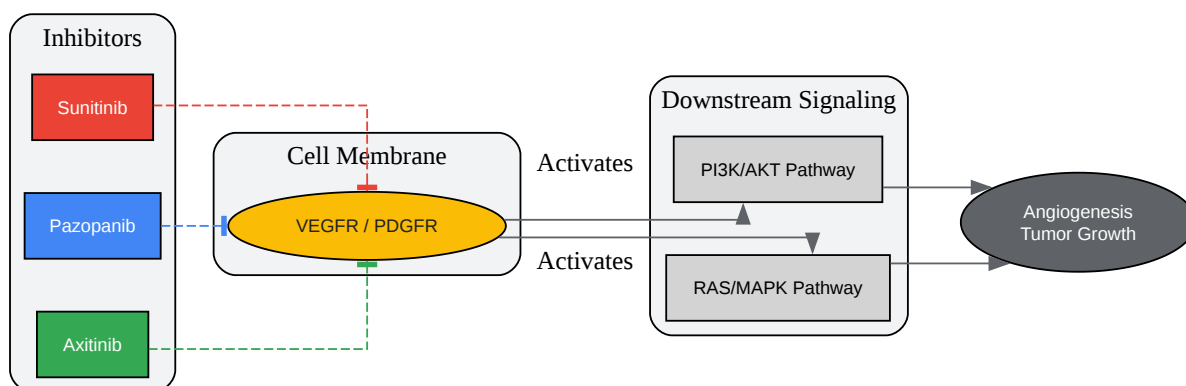 Inhibitors
Sunitinib
Pazopanib
Axitinib
Cell Membrane
VEGFR / PDGFR
Activates
Activates
Downstream Signaling
PI3K/AKT Pathway
RAS/MAPK Pathway
Angiogenesis
Tumor Growth